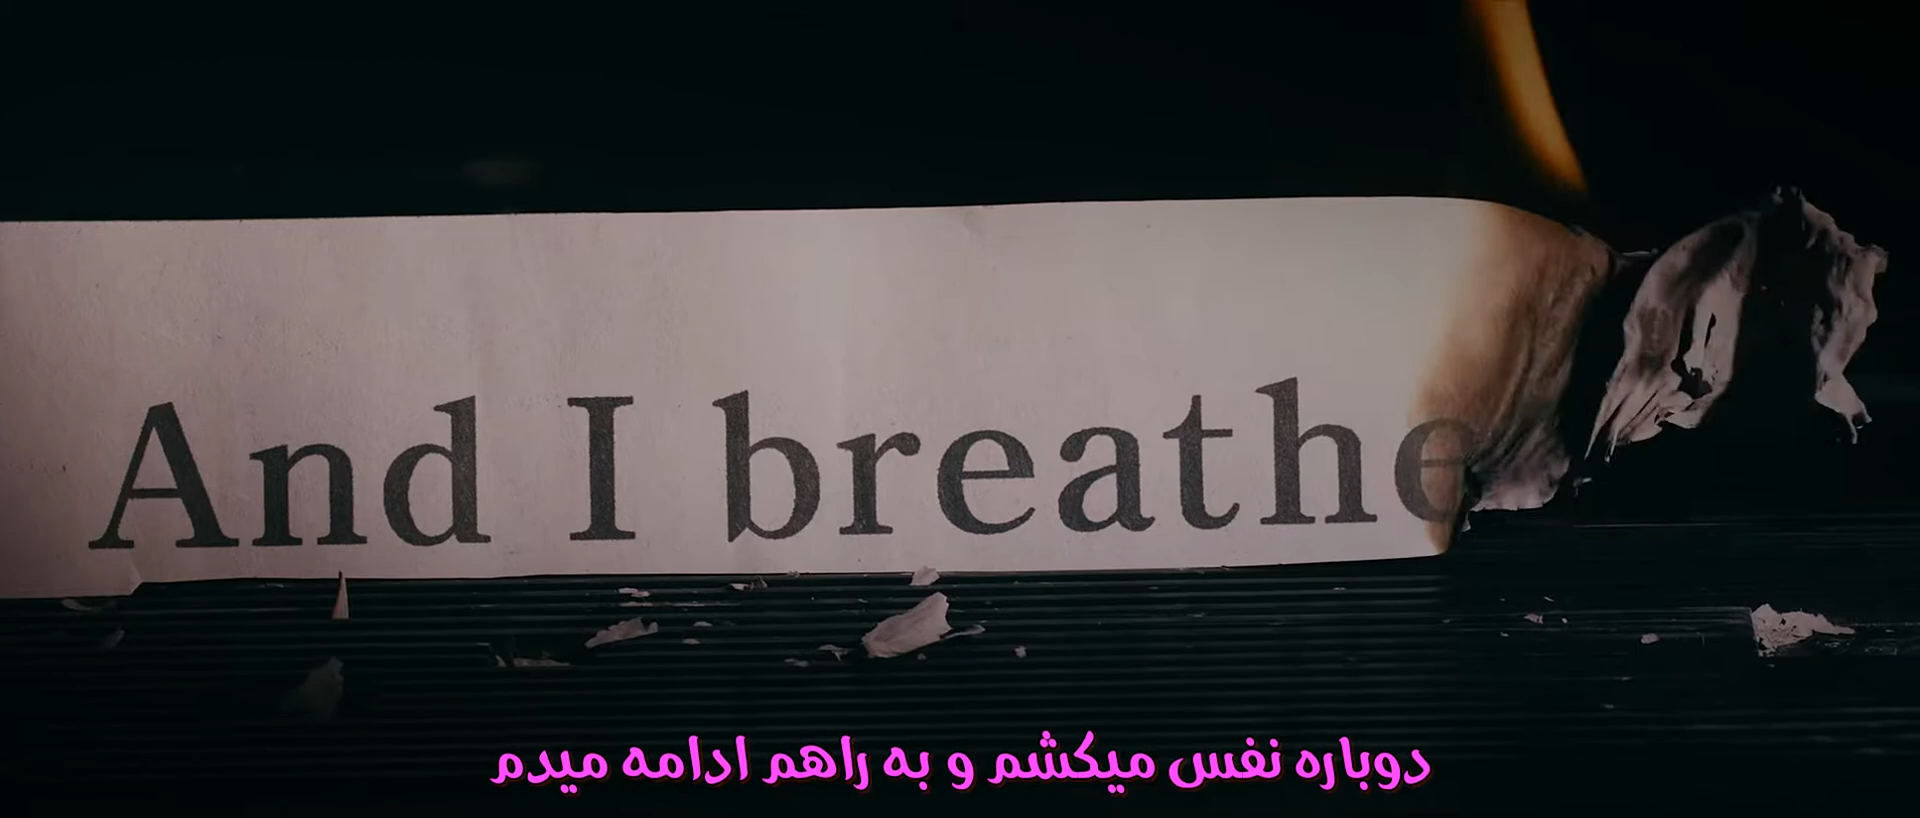 And I breathe
دوباره نفس میکشم و به راهم ادامه میدم